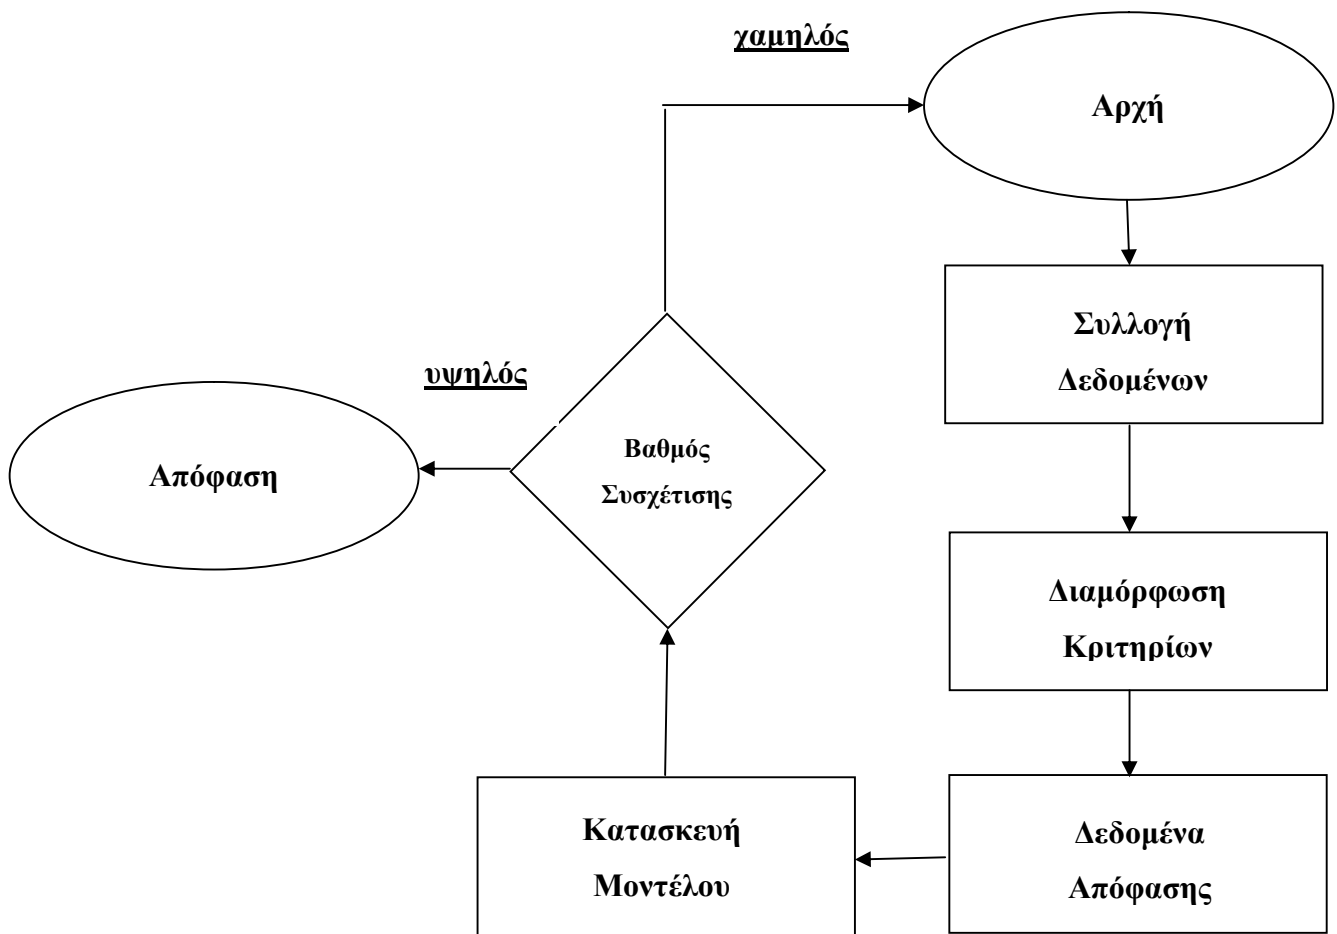 χαμηλός
Αρχή
Συλλογή
Δεδομένων
υψηλός
Βαθμός
Συσχέτισης
Απόφαση
Διαμόρφωση
Κριτηρίων
Κατασκευή
Μοντέλου
Δεδομένα
Απόφασης